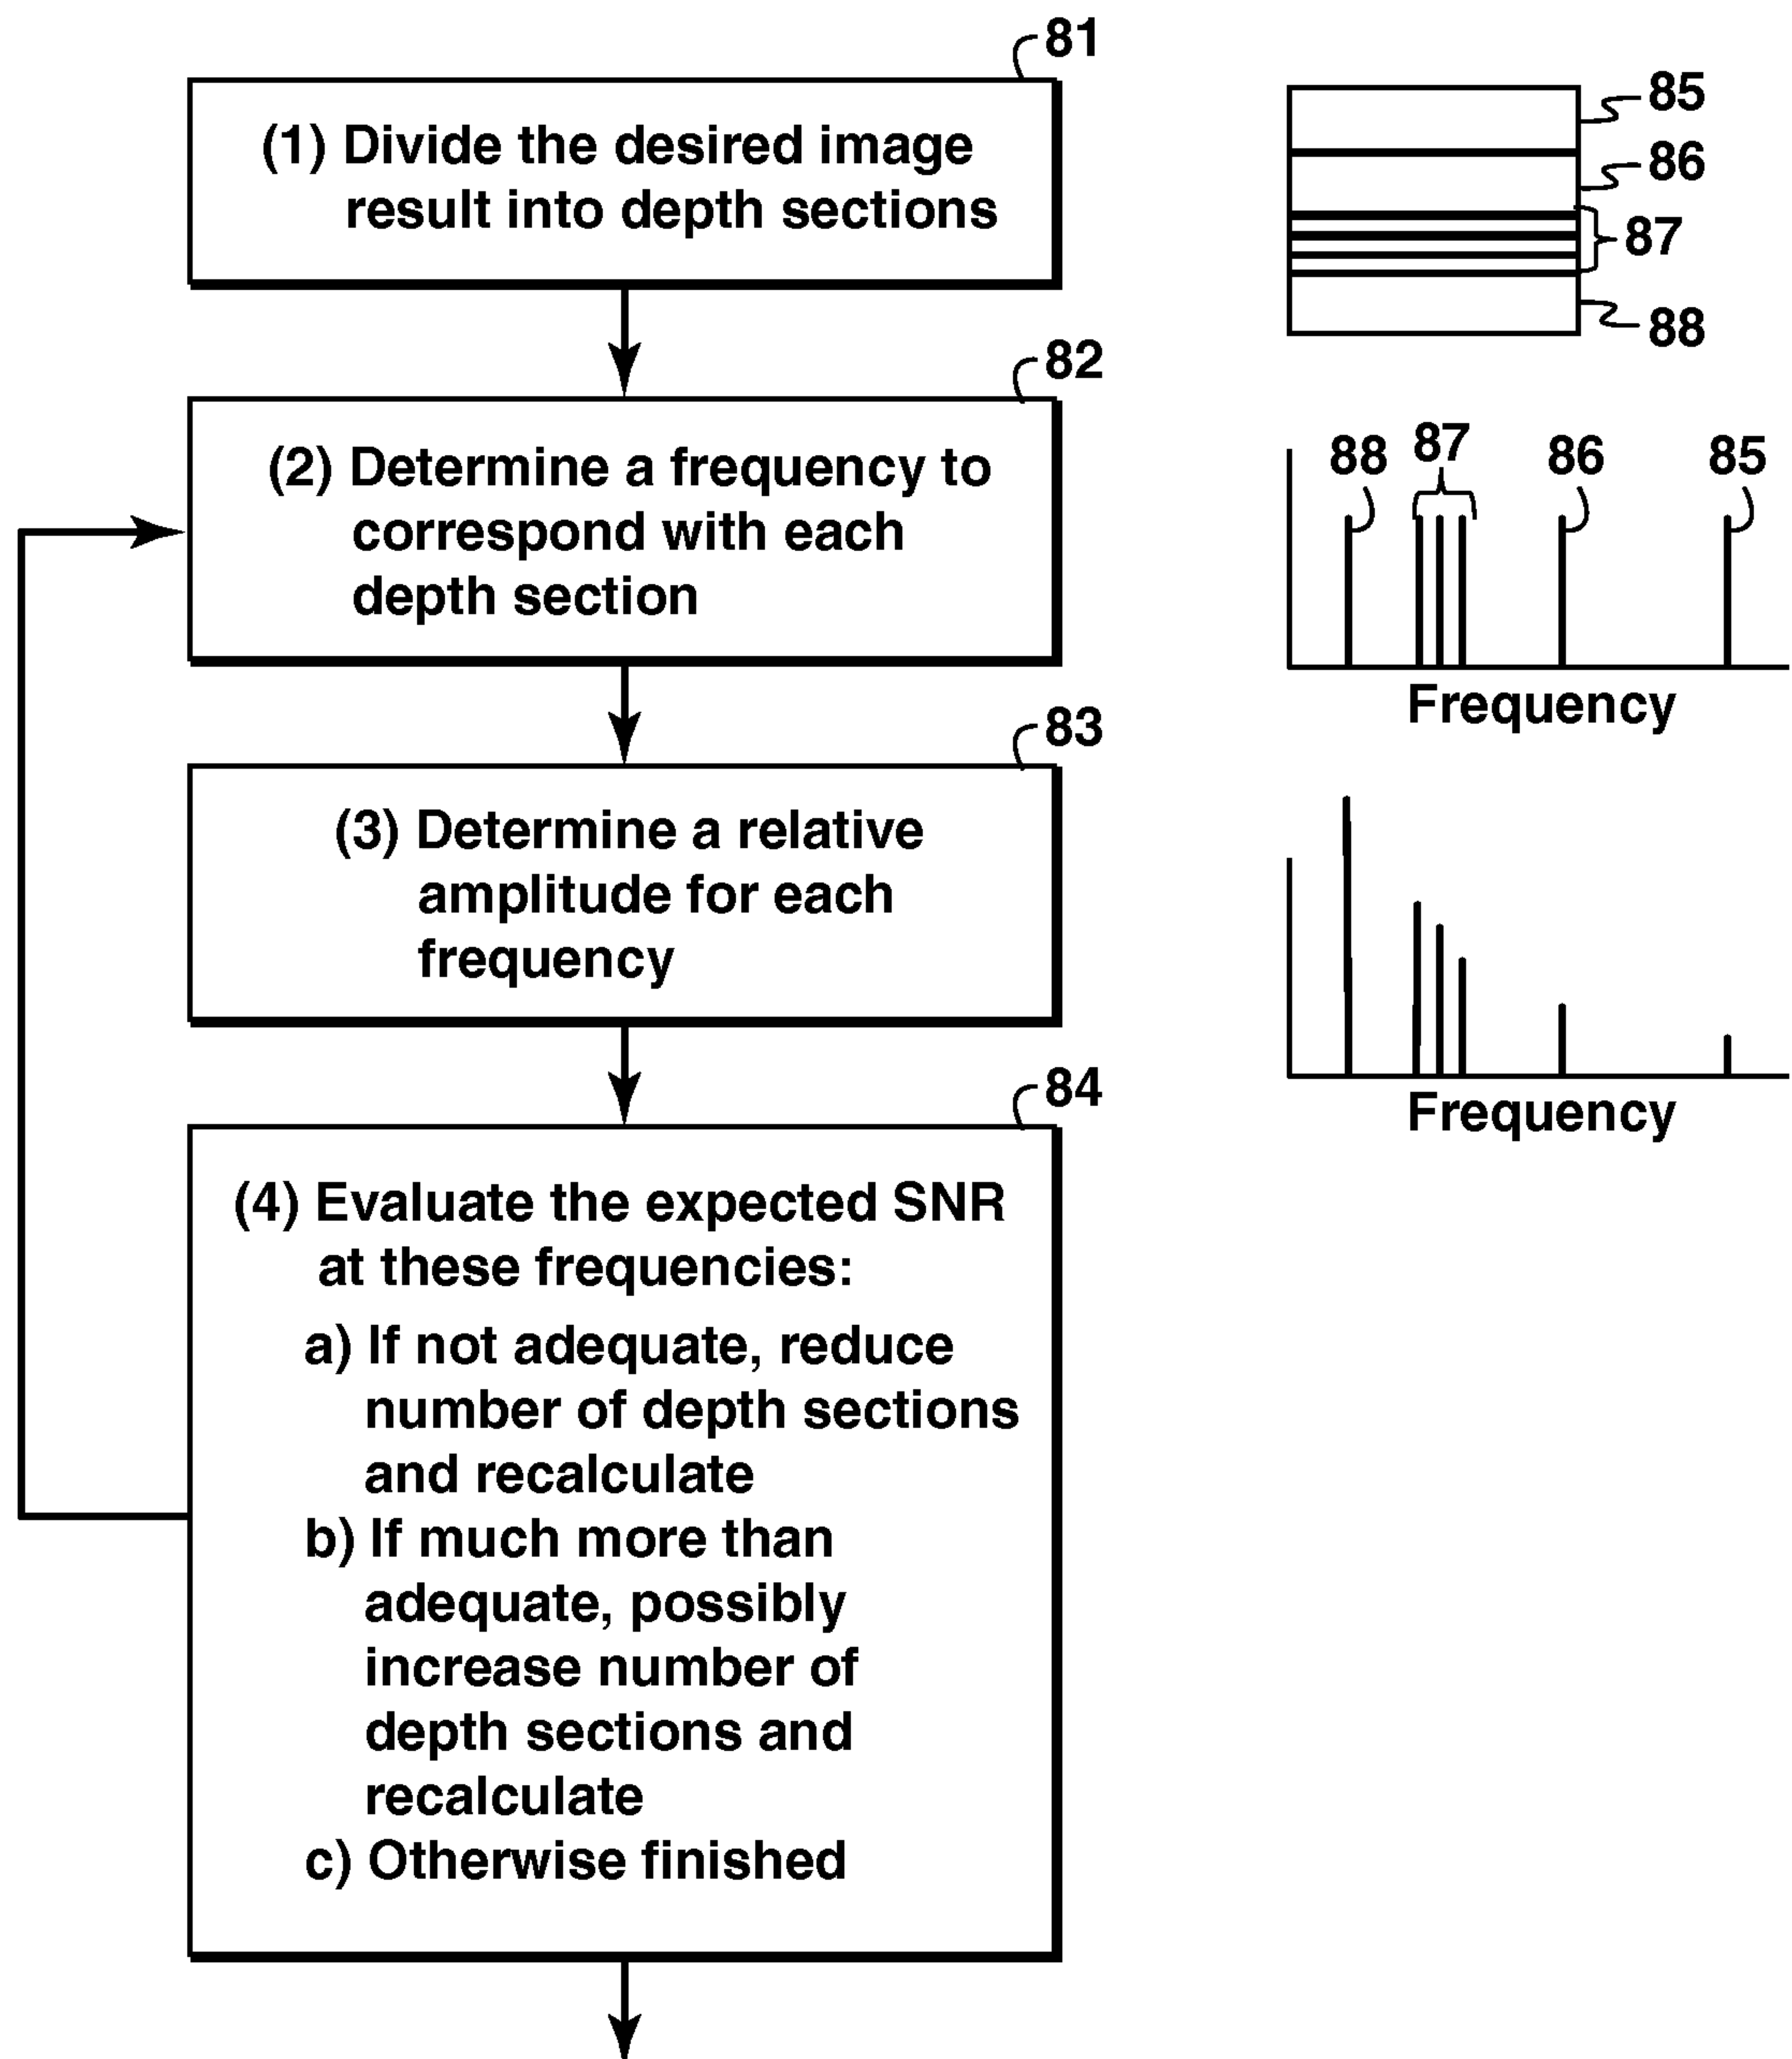 81
(1) Divide the desired image
result into depth sections
85
86
87
88
82
(2) Determine a frequency to
correspond with each
depth section
88 87 86 85
Frequency
83
(3) Determine a relative
amplitude for each
frequency
Frequency
84
(4) Evaluate the expected SNR
at these frequencies:
a) If not adequate, reduce
number of depth sections
and recalculate
b) If much more than
adequate, possibly
increase number of
depth sections and
recalculate
c) Otherwise finished